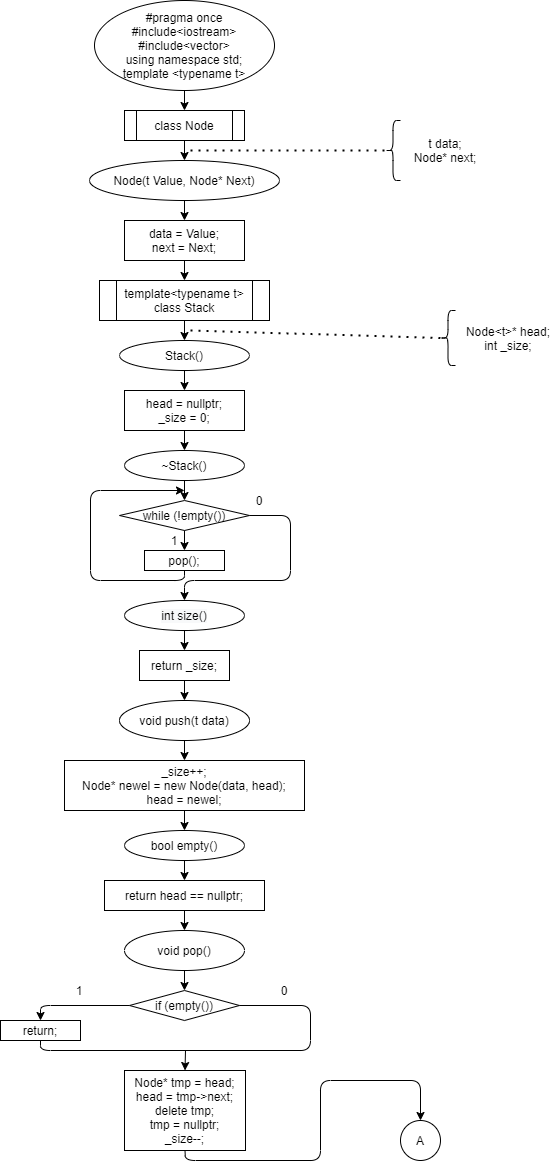 #pragma once
#include<iostream>
#include<vector>
using namespace std;
template <typename t>
class Node
t data;
Node* next;
Node(t Value, Node* Next)
data = Value;
next = Next;
template<typename t>
class Stack
Node<t>* head;
int _size;
Stack()
head = nullptr;
_size = 0;
~Stack()
0
while (!empty())
1
pop();
int size()
return _size;
void push(t data)
_size++;
Node* newel = new Node(data, head);
head = newel;
bool empty()
return head == nullptr;
void pop()
1
0
if (empty())
return;
Node* tmp = head;
head = tmp->next;
delete tmp;
tmp = nullptr;
_size--;
A